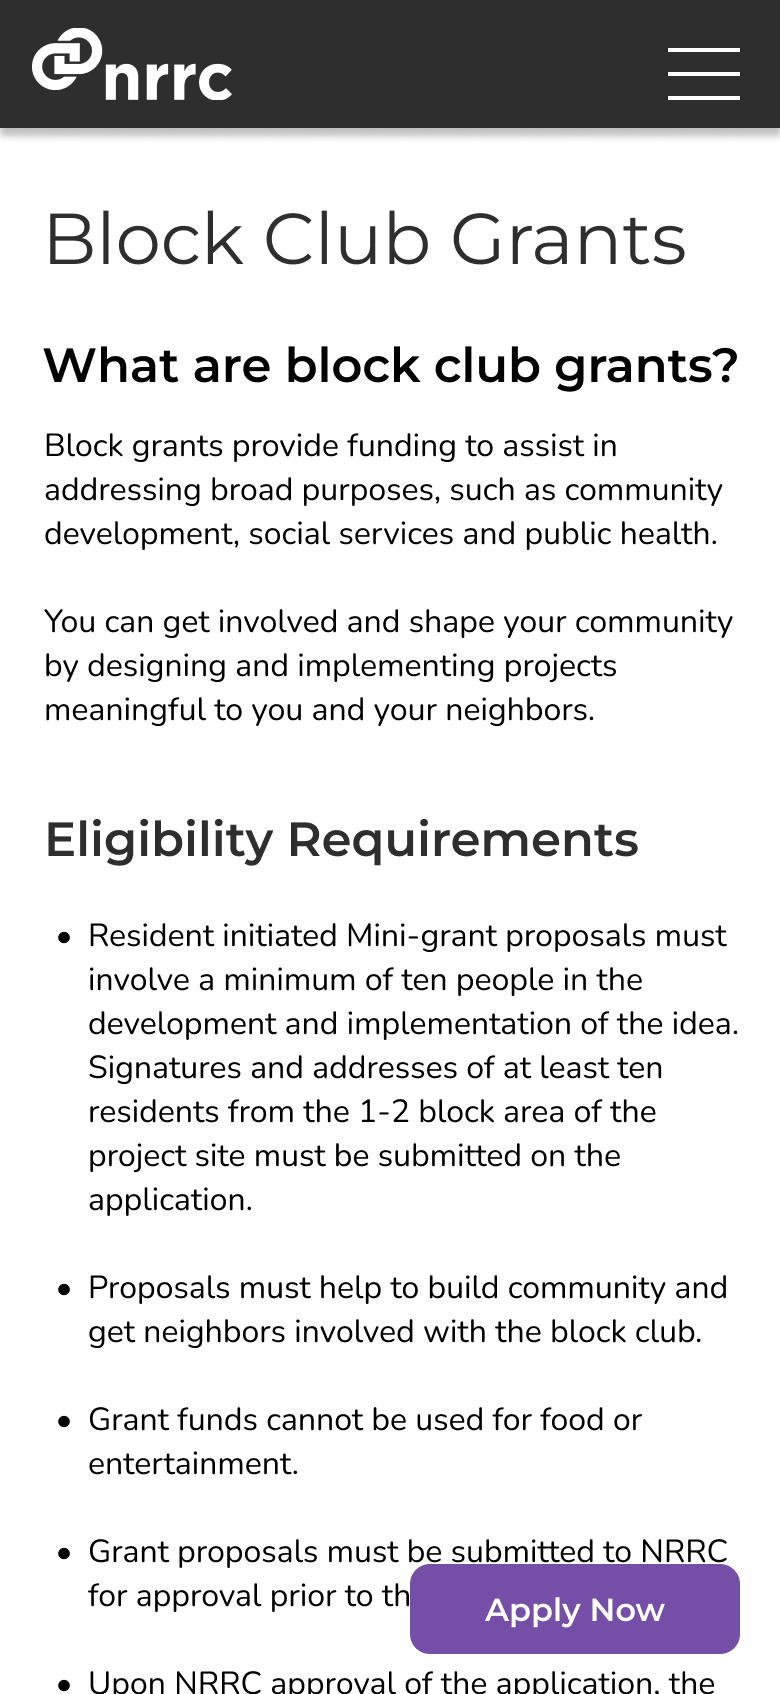 nrrc
Block Club Grants
What are block club grants?
Block grants provide funding to assist in
addressing broad purposes, such as community
development, social services and public health.
You can get involved and shape your community
by designing and implementing projects
meaningful to you and your neighbors.
Eligibility Requirements
• Resident initiated Mini-grant proposals must
involve a minimum of ten people in the
development and implementation of the idea.
Signatures and addresses of at least ten
residents from the 1-2 block area of the
project site must be submitted on the
application.
• Proposals must help to build community and
get neighbors involved with the block club.
• Grant funds cannot be used for food or
entertainment.
• Grant proposals must be submitted to NRRC
for approval prior to
Apply Now
• Upon NRRC approval of the application, the